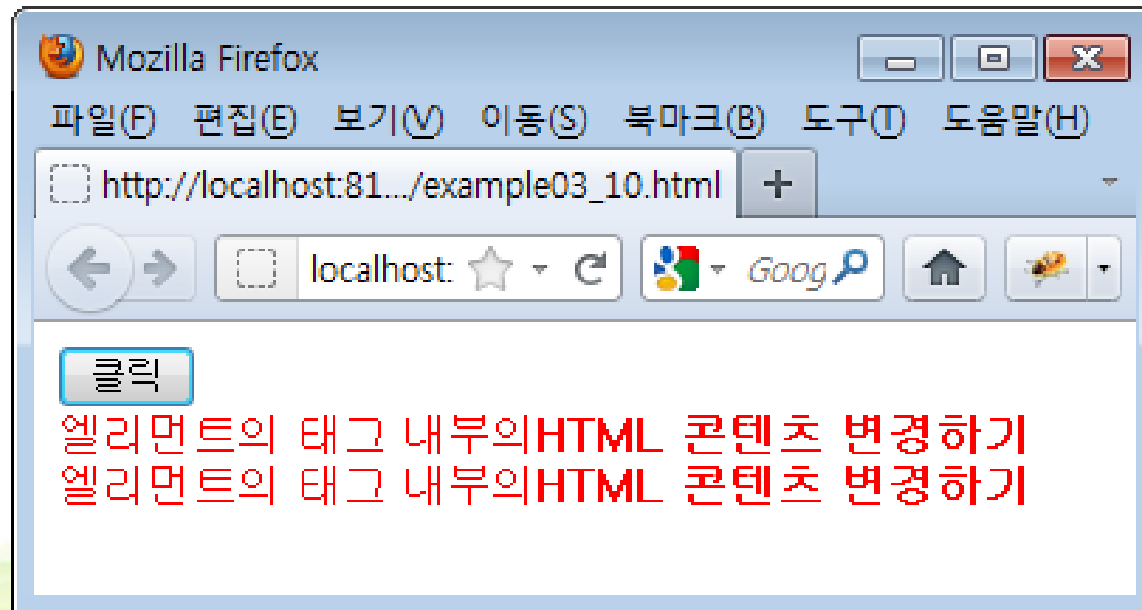 Mozilla Firefox
파일(F) 편집(E) 보기(V) 이동(S) 북마크(B) 도구(T) 도움말(H)
http://localhost:81.../example03_10.html +
localhost: Goog
클릭
엘리먼트의 태그 내부의HTML 콘텐츠 변경하기
엘리먼트의 태그 내부의HTML 콘텐츠 변경하기